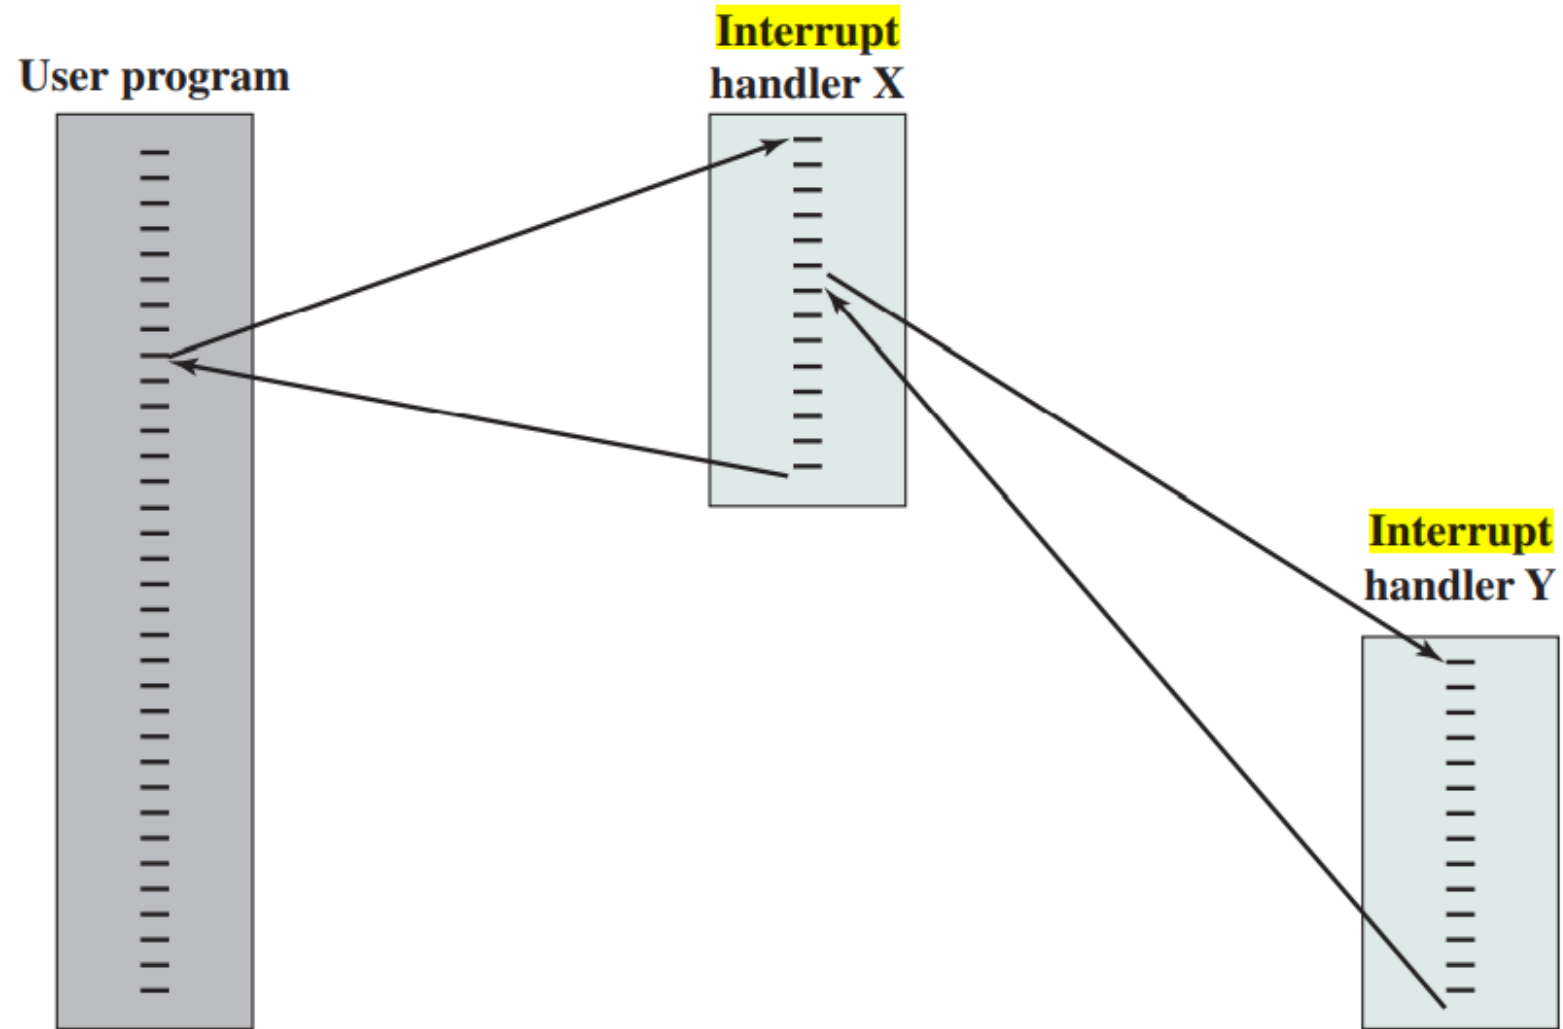 User program
Interrupt
handler X
Interrupt
handler Y